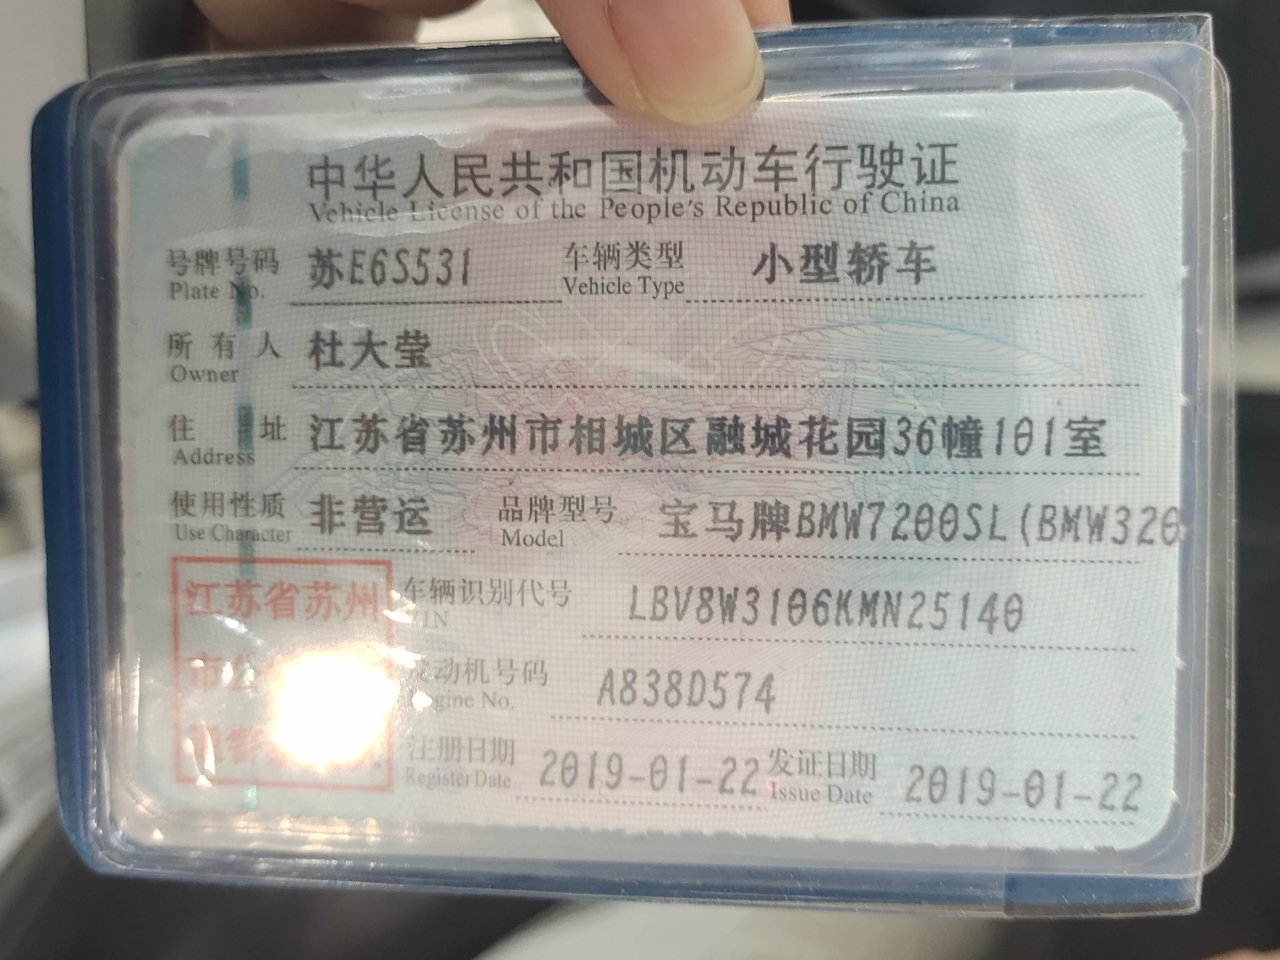 中华人民共和国机动车行驶证
Vehicle License of the People's Republic of China
号牌号码 苏E6S531 车辆类型 小型轿车
Plate No. Vehicle Type
所有人 杜大莹
Owner
住址 江苏省苏州市相城区融城花园36幢101室
Address
使用性质 非营运 品牌型号 宝马牌BMW7200SL(BMW320
Use Character Model
江苏省苏州
车辆识别代号 LBV8W3106KMN25140
市公
动机号码 A838D574
No.
注册日期 2019-01-22 发证日期 2019-01-22
Register Date Issue Date